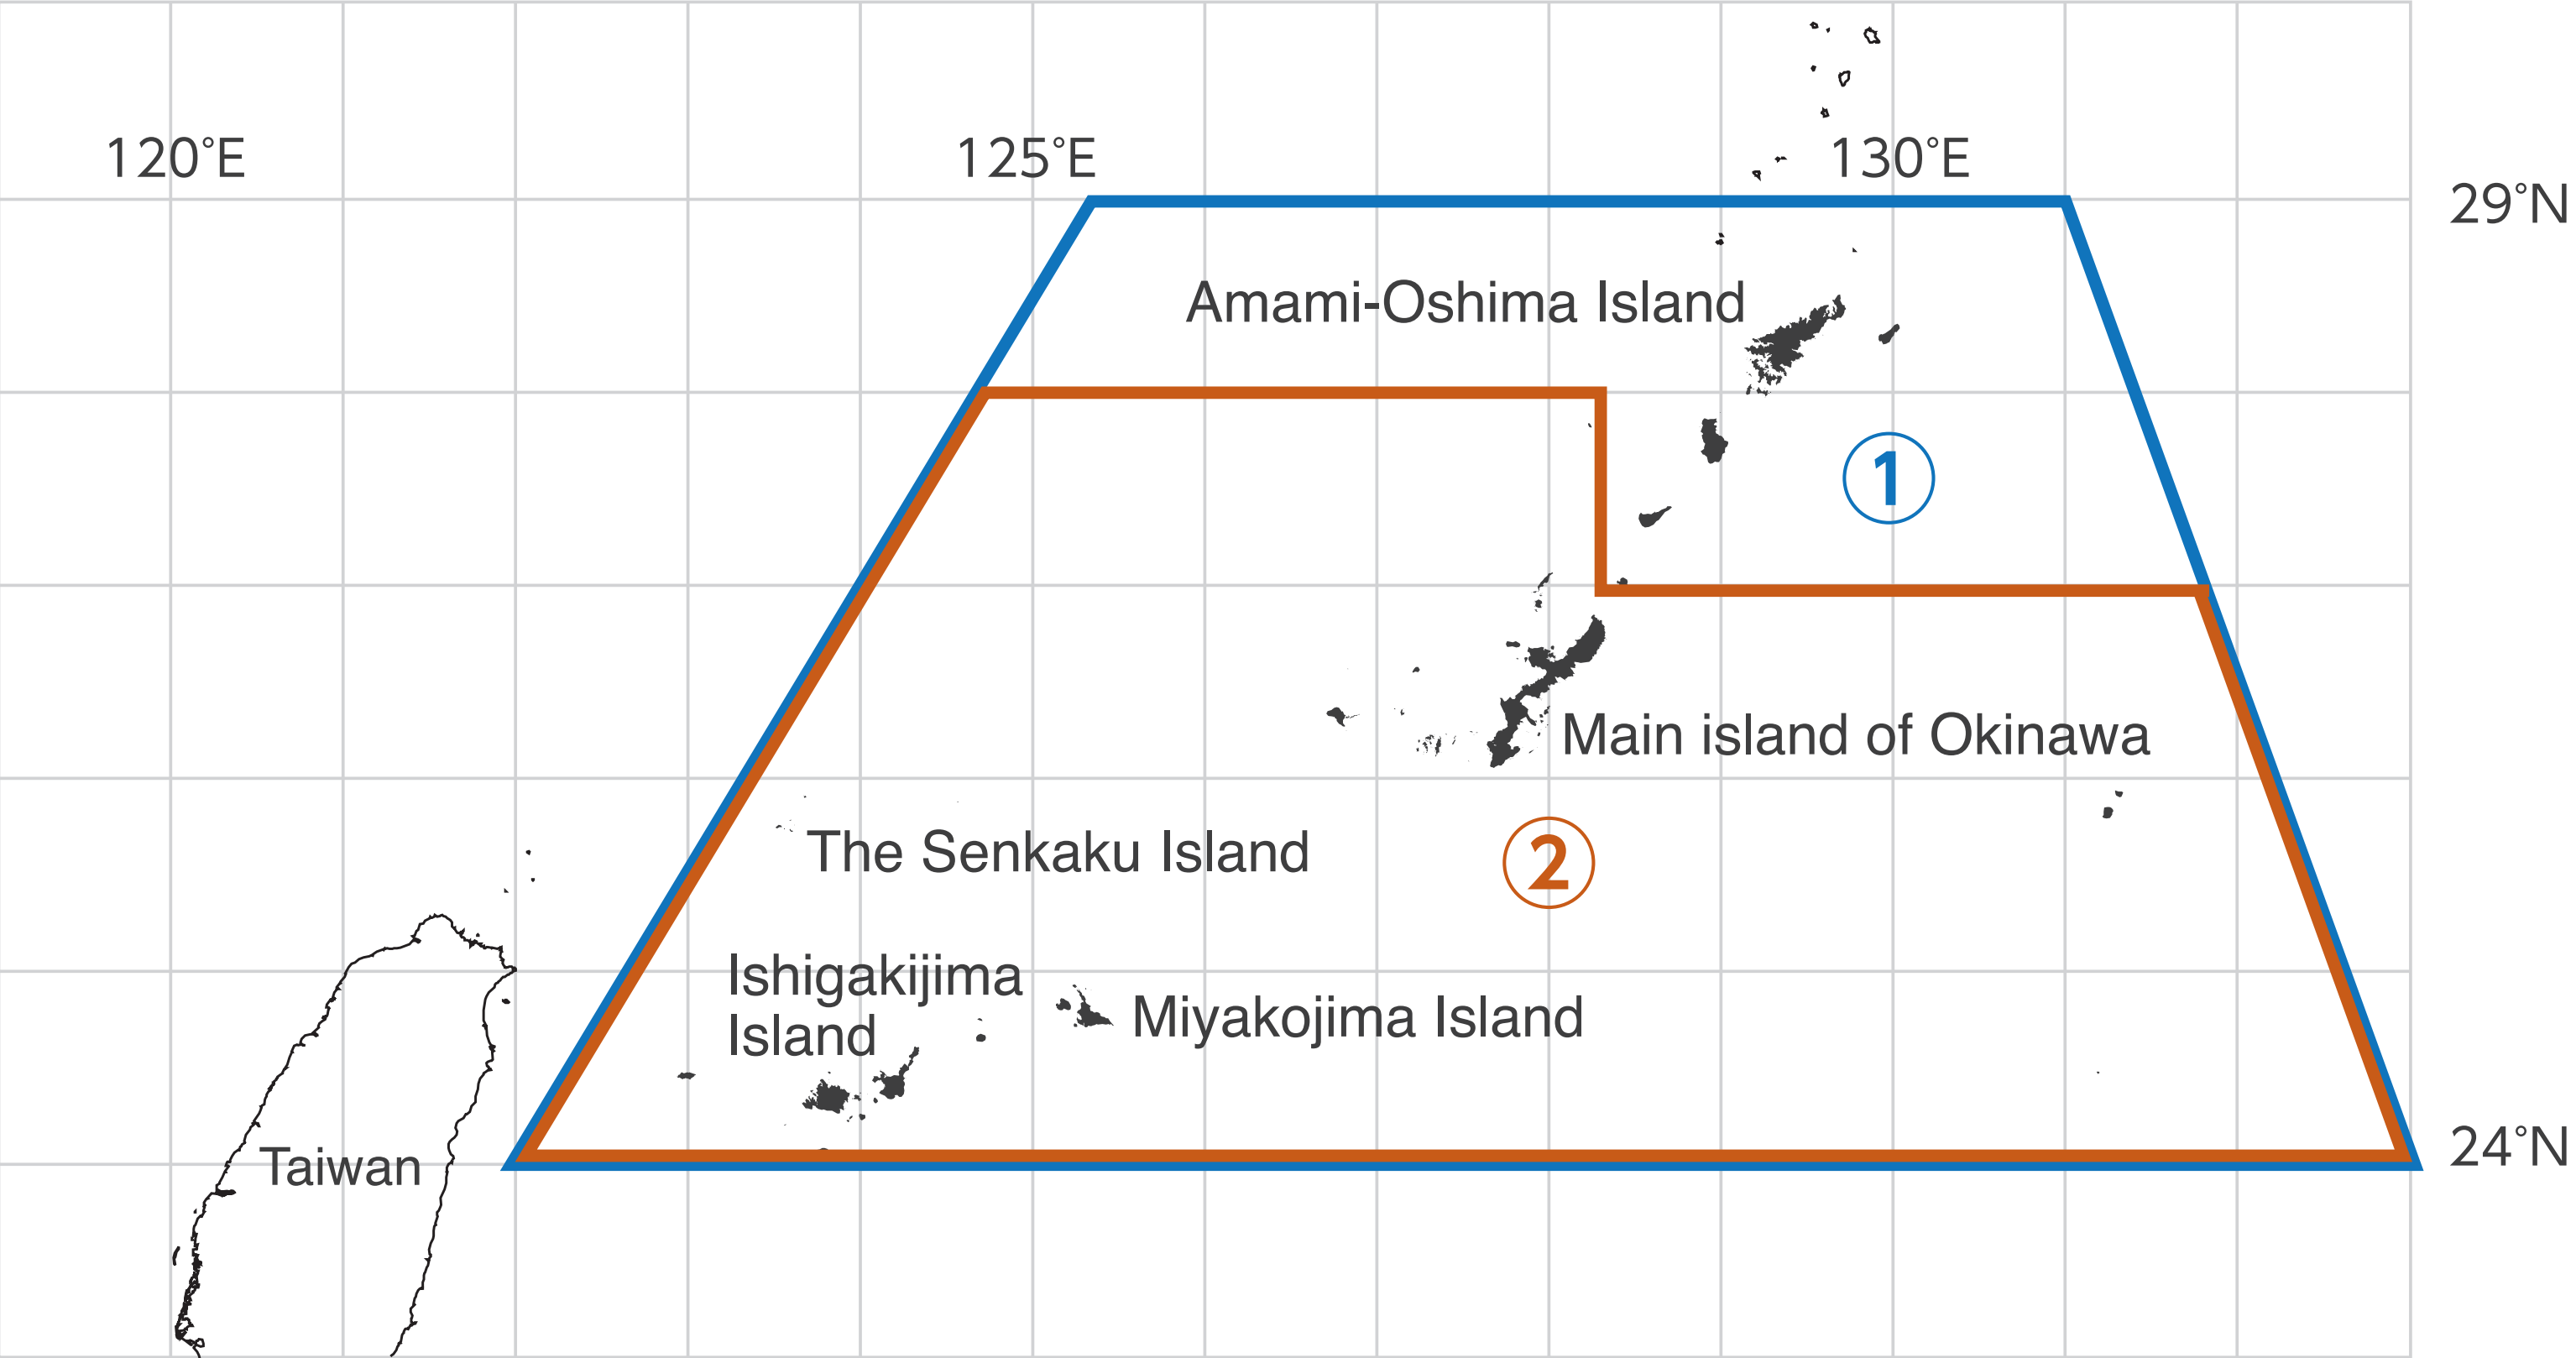 120°E
125°E
130°E
29°N
Amami-Oshima Island
1
Main island of Okinawa
The Senkaku Island
2
Ishigakijima
Island
Miyakojima Island
Taiwan
24°N